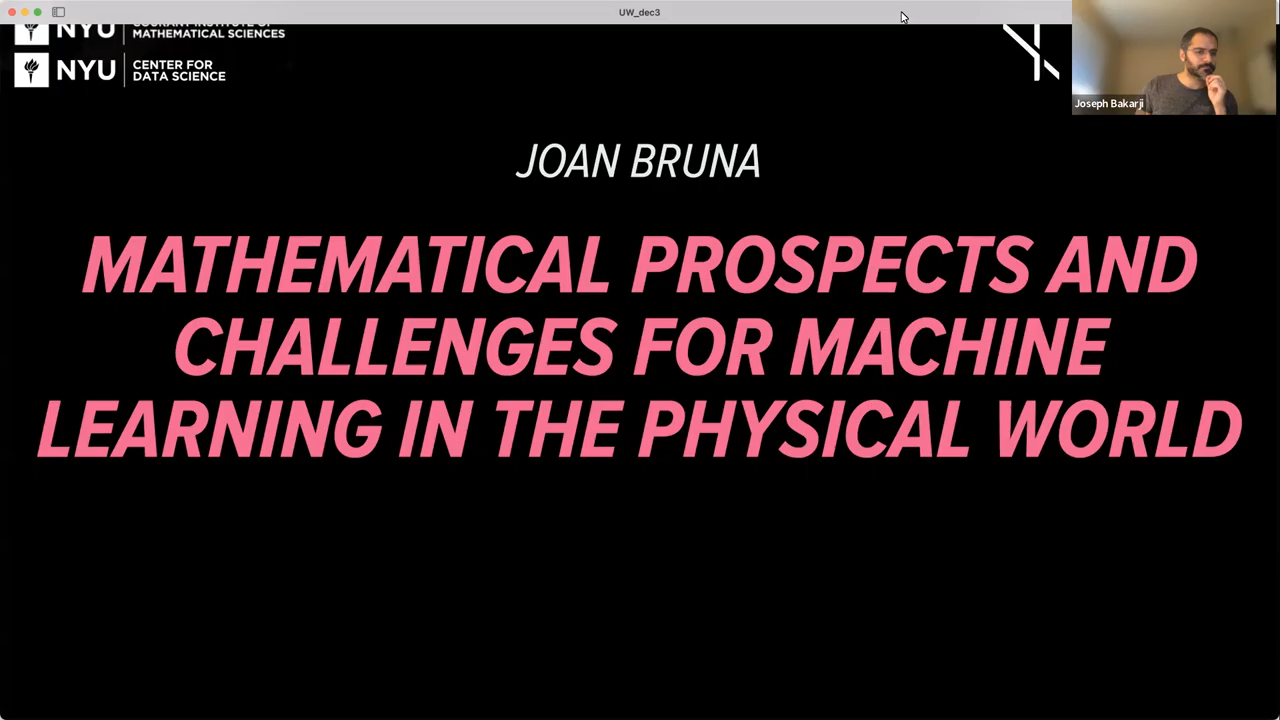 UW_dec3
NYU
MATHEMATICAL SCIENCES
NYU
CENTER FOR
DATA SCIENCE
Joseph Bakarji
JOAN BRUNA
MATHEMATICAL PROSPECTS AND
CHALLENGES FOR MACHINE
LEARNING IN THE PHYSICAL WORLD